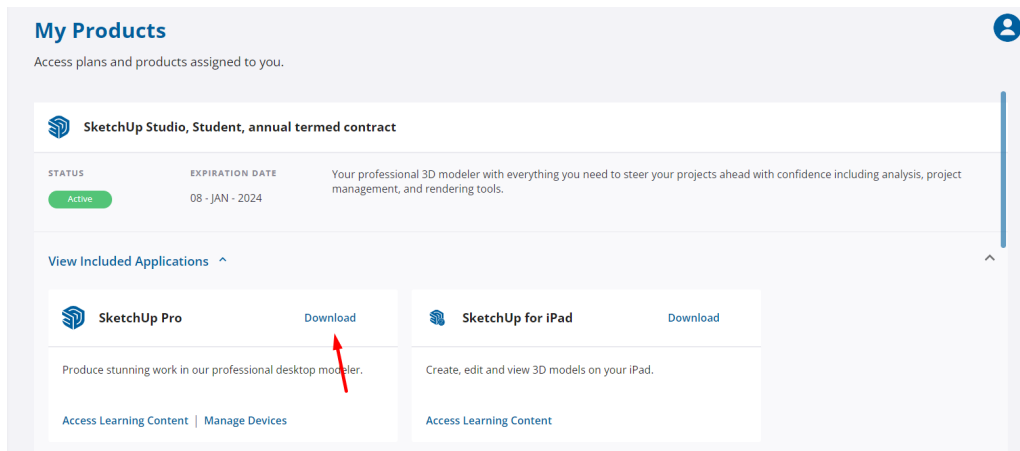 My Products
Access plans and products assigned to you.
SketchUp Studio, Student, annual termed contract
STATUS
EXPIRATION DATE
Your professional 3D modeler with everything you need to steer your projects ahead with confidence including analysis, project
management, and rendering tools.
Active
08 - JAN - 2024
View Included Applications
SketchUp Pro
Download
SketchUp for iPad
Download
Produce stunning work in our professional desktop modeler.
Create, edit and view 3D models on your iPad.
Access Learning Content | Manage Devices
Access Learning Content